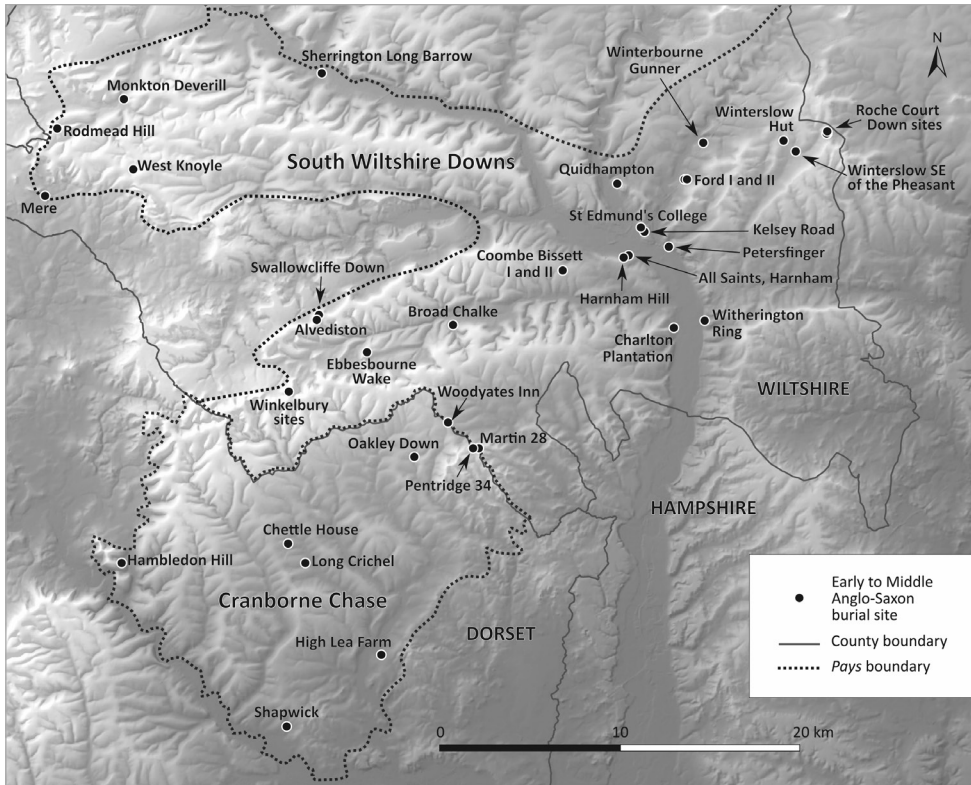 N
Sherrington Long Barrow
Winterbourne
Gunner
Monkton Deverill
Winterslow
Hut
Roche Court
Down sites
Rodmead Hill
South Wiltshire Downs
West Knoyle
Quidhampton
Ford I and II
Winterslow SE
of the Pheasant
Mere
St Edmund's College
Kelsey Road
Petersfinger
Coombe Bissett
I and II
All Saints, Harnham
Swallowcliffe Down
Harnham Hill
Alvediston
Broad Chalke
Witherington
Ring
Charlton
Plantation
Ebbesbourne
Wake
WILTSHIRE
Winkelbury
sites
Woodyates Inn
Oakley Down
Martin 28
Pentridge 34
HAMPSHIRE
Chettle House
Hambledon Hill
Long Crichel
Cranborne Chase
DORSET
High Lea Farm
Shapwick
Early to Middle
Anglo-Saxon
burial site
County boundary
Pays boundary
0 10 20 km